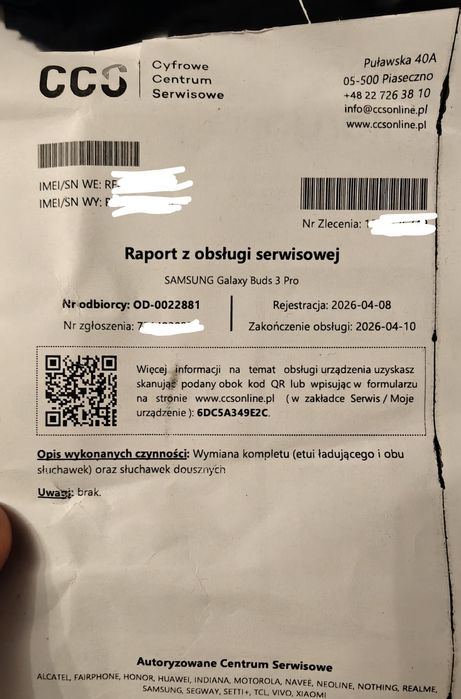 CCS
Cyfrowe
Centrum
Serwisowe
Puławska 40A
05-500 Piaseczno
+48 22 726 38 10
info@ccsonline.pl
www.ccsonline.pl
IMEI/SN WE: RF
IMEI/SN WY:
Nr Zlecenia: 1
Raport z obsługi serwisowej
SAMSUNG Galaxy Buds 3 Pro
Nr odbiorcy: OD-0022881
Rejestracja: 2026-04-08
Nr zgłoszenia: 7
Zakończenie obsługi: 2026-04-10
Więcej informacji na temat obsługi urządzenia uzyskasz
skanując podany obok kod QR lub wpisując w formularzu
na stronie www.ccsonline.pl ( w zakładce Serwis / Moje
urządzenie ): 6DC5A349E2C.
Opis wykonanych czynności: Wymiana kompletu (etui ładującego i obu
słuchawek) oraz słuchawek dousznych
Uwagi: brak.
Autoryzowane Centrum Serwisowe
ALCATEL, FAIRPHONE, HONOR, HUAWEI, INDIANA, MOTOROLA, NAVEE, NEOLINE, NOTHING, REALME,
SAMSUNG, SEGWAY, SETTI+, TCL, VIVO, XIAOMI